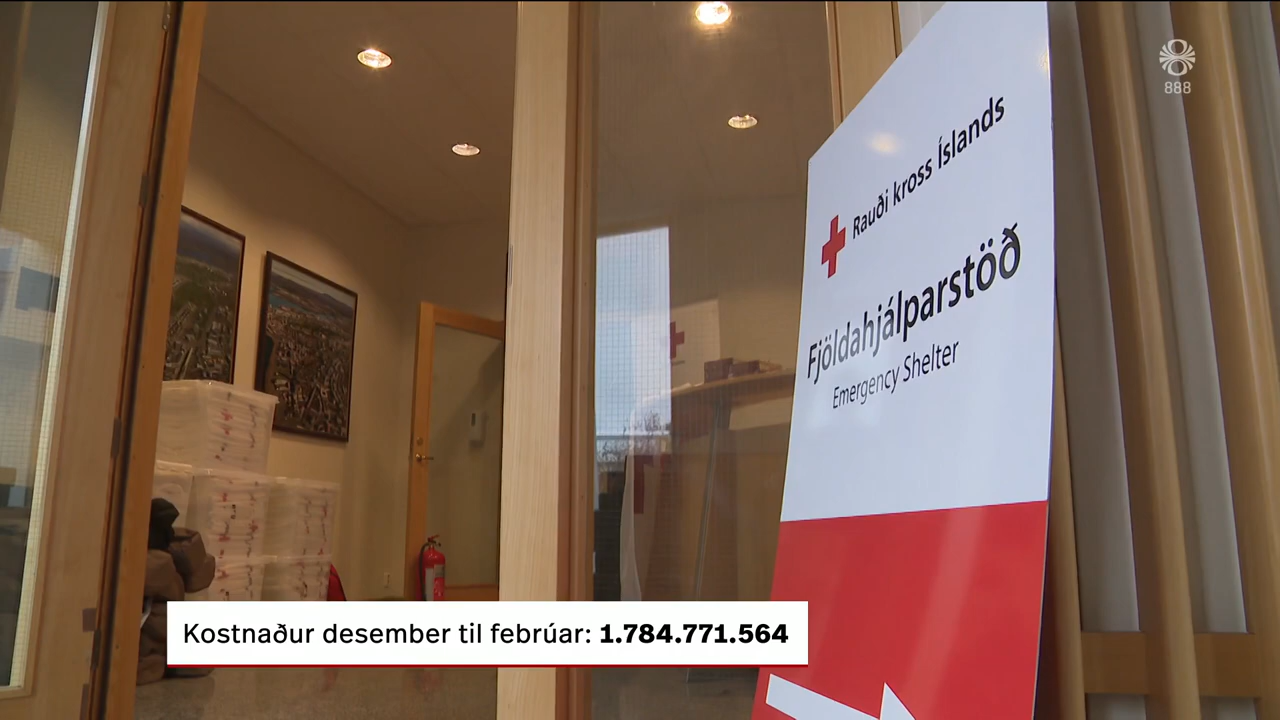 888
Rauði kross Íslands
Fjöldahjálparstöð
Emergency Shelter
Kostnaður desember til febrúar: 1.784.771.564